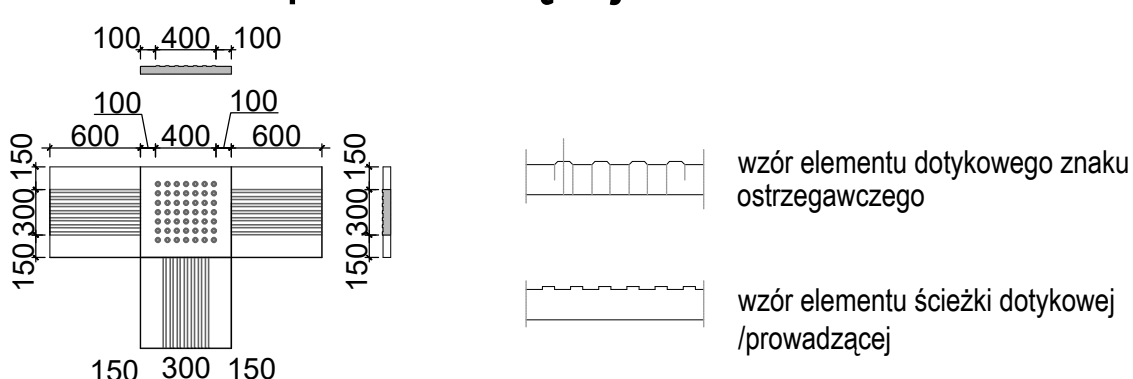 100 400 100
100 100
600 400 600
150 300 150
150 300 150
150 300 150
wzór elementu dotykowego znaku
ostrzegawczego
wzór elementu ścieżki dotykowej
/prowadzącej